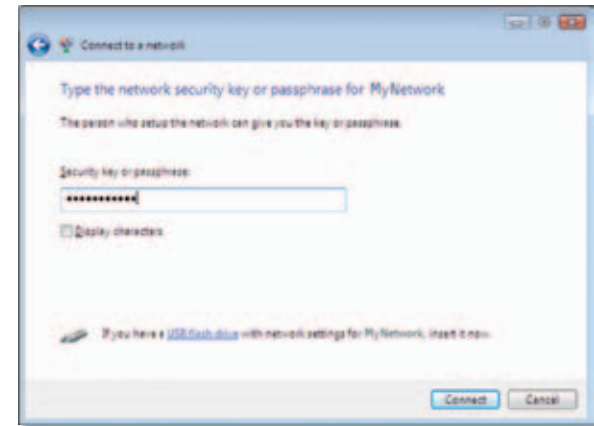 Connect to a network
Type the network security key or passphrase for MyNetwork
The person who setup the network can give you the key or passphrase.
Security key or passphrase:
•••••••••••
Display characters
If you have a USB flash drive with network settings for MyNetwork, insert it now.
Connect Cancel